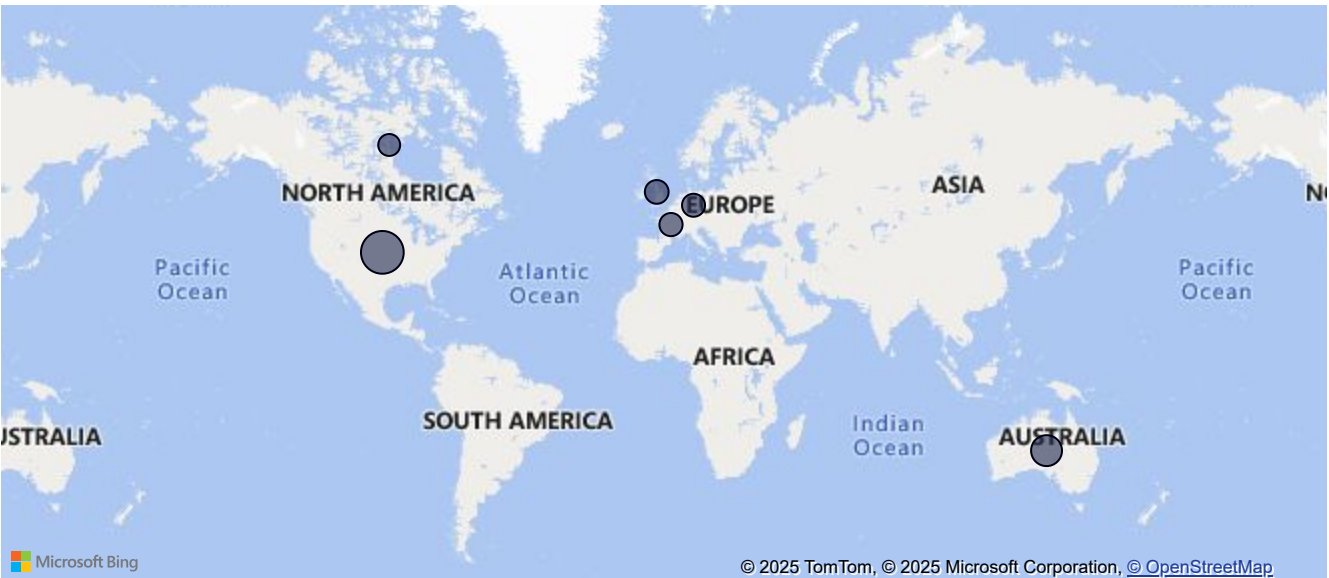 NORTH AMERICA
EUROPE
ASIA
N
Pacific
Ocean
Atlantic
Ocean
Pacific
Ocean
AFRICA
SOUTH AMERICA
Indian
Ocean
USTRALIA
AUSTRALIA
Microsoft Bing
© 2025 TomTom, © 2025 Microsoft Corporation, © OpenStreetMap